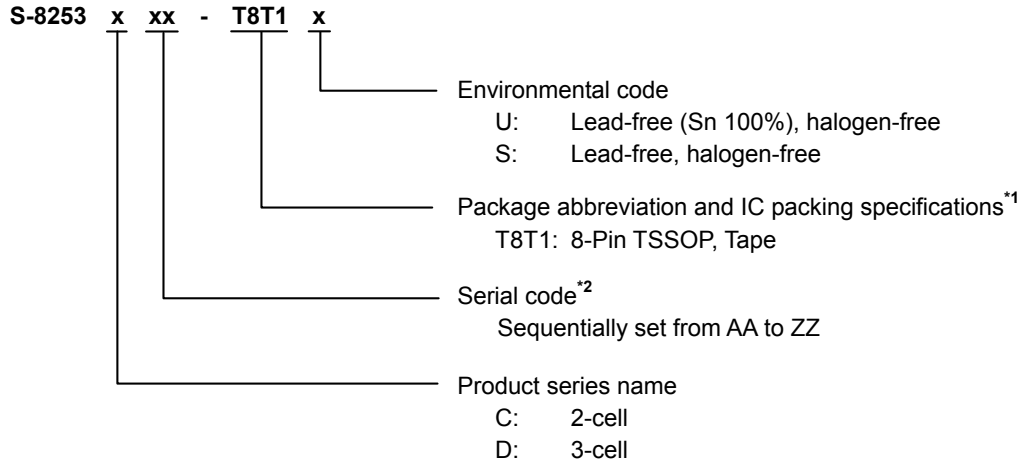 S-8253 x xx - T8T1 x
Environmental code
U: Lead-free (Sn 100%), halogen-free
S: Lead-free, halogen-free
Package abbreviation and IC packing specifications*1
T8T1: 8-Pin TSSOP, Tape
Serial code*2
Sequentially set from AA to ZZ
Product series name
C: 2-cell
D: 3-cell